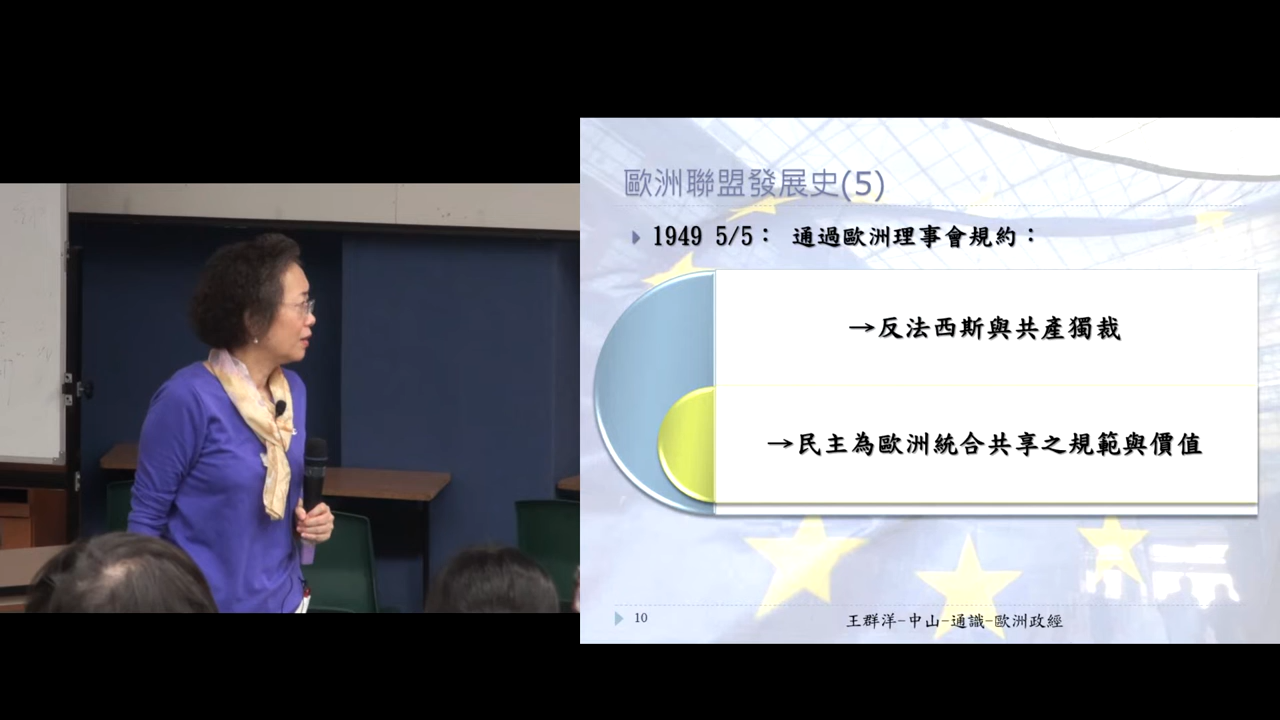 歐洲聯盟發展史(5)
1949 5/5： 通過歐洲理事會規約：
→反法西斯與共產獨裁
→民主為歐洲統合共享之規範與價值
10
王群洋-中山-通識-歐洲政經